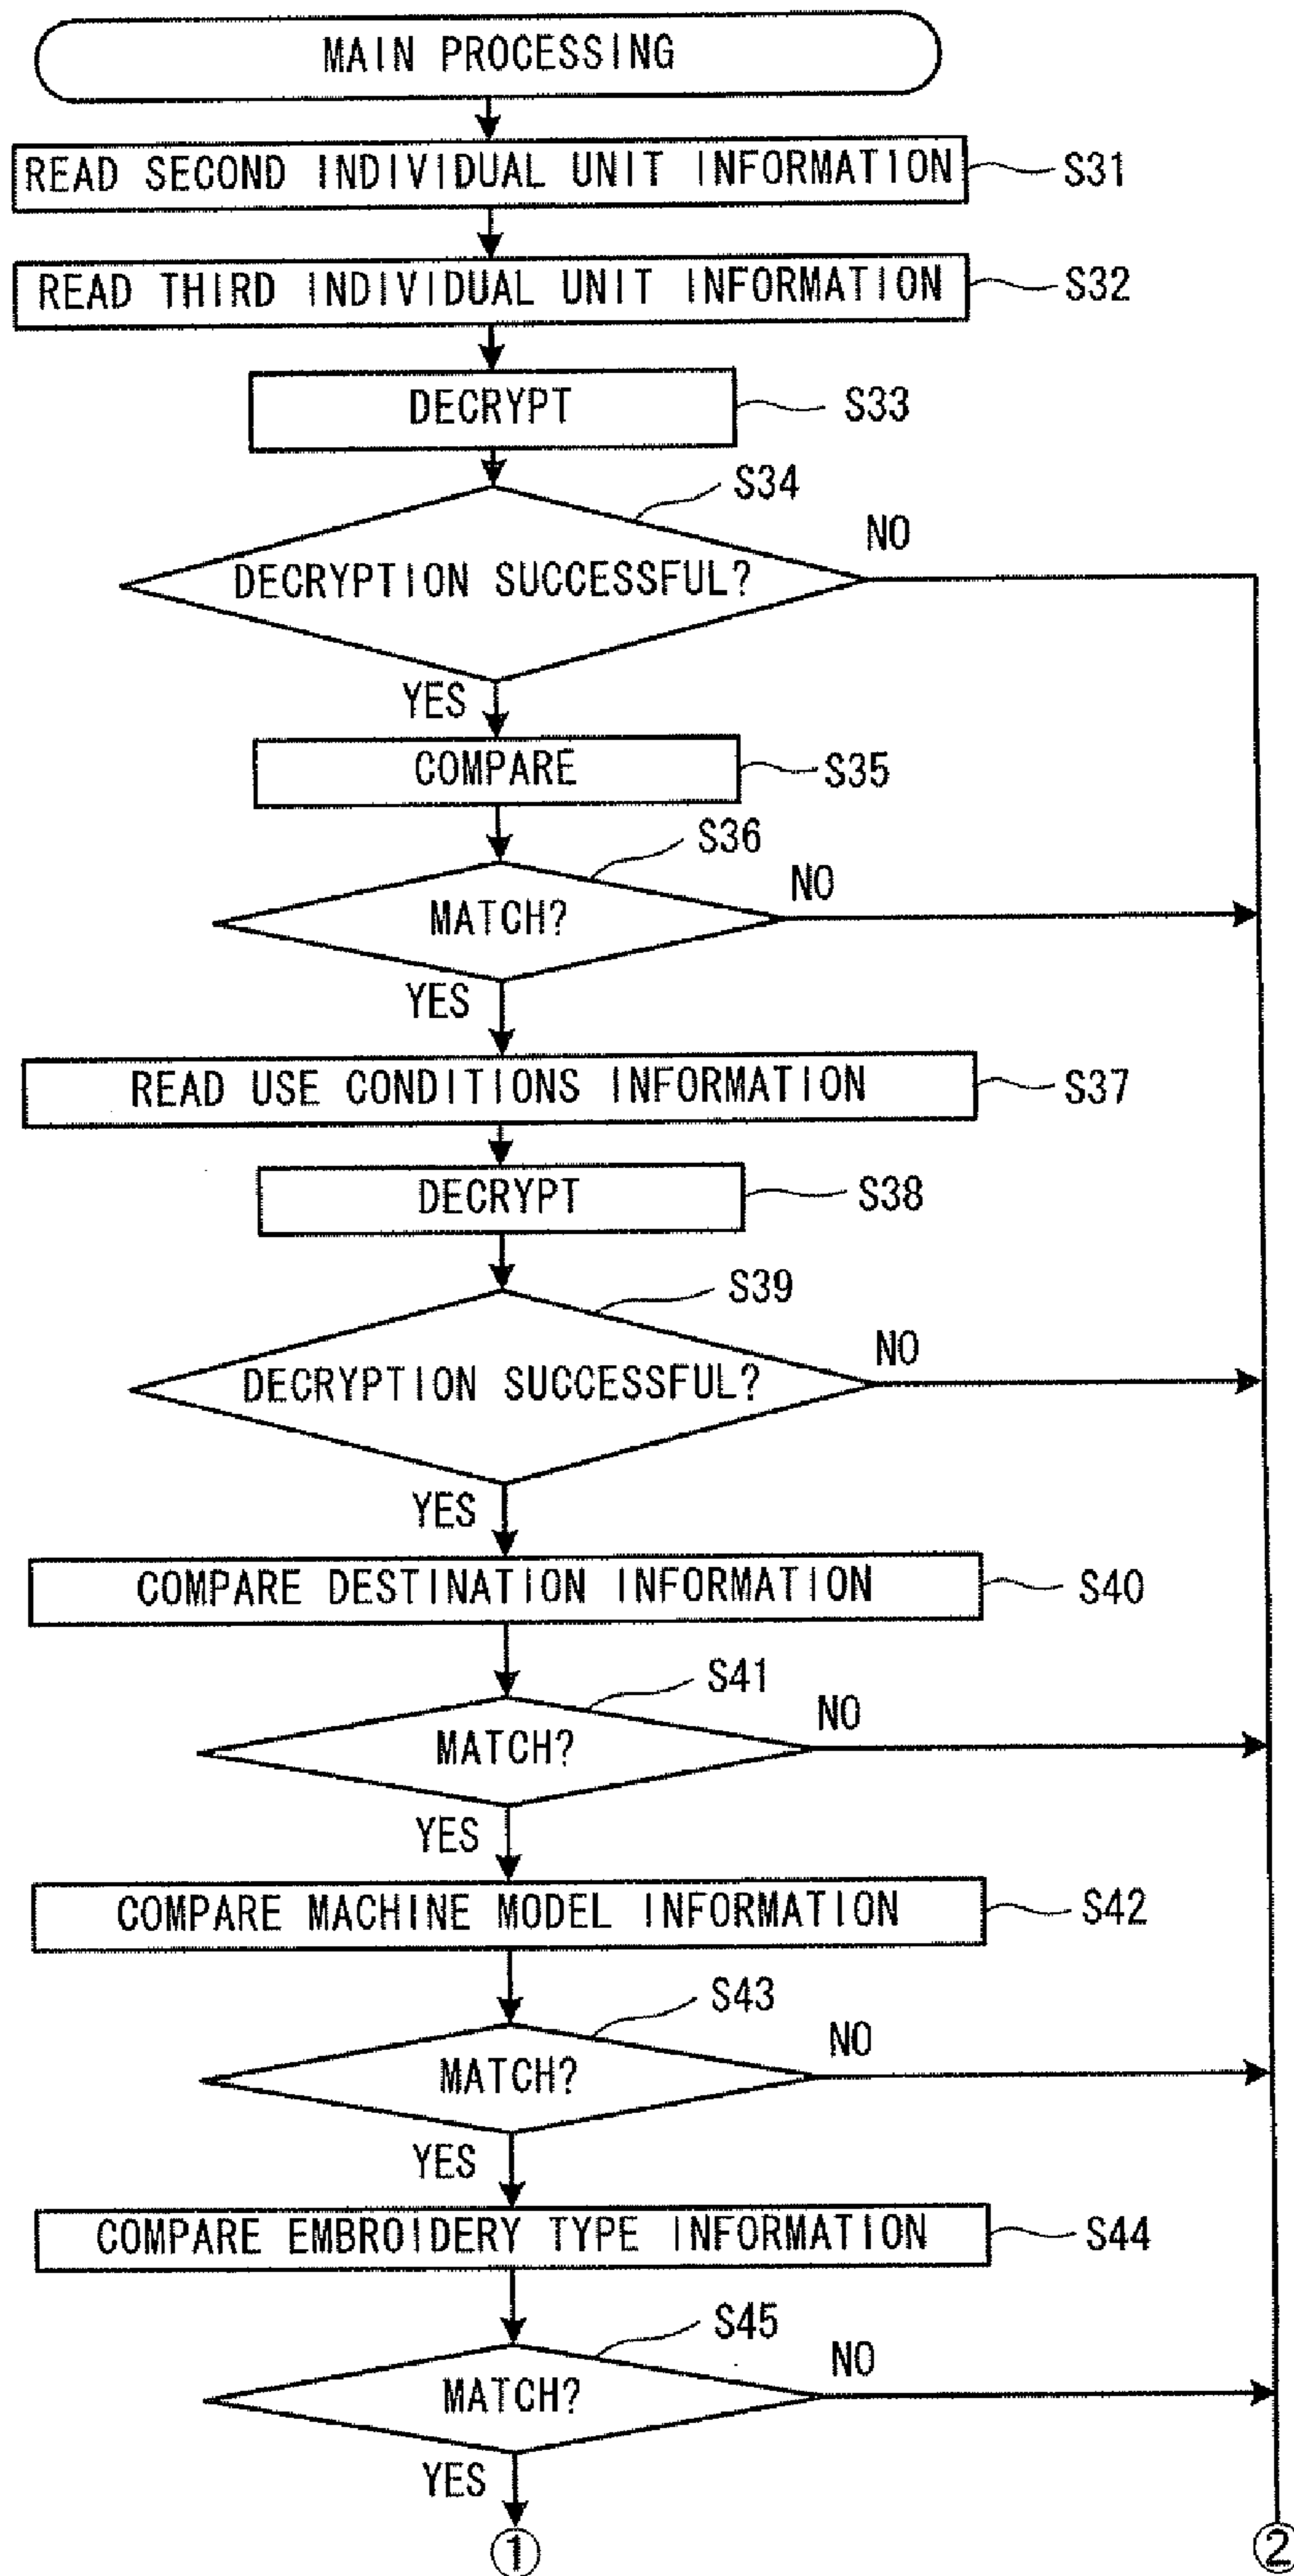 MAIN PROCESSING
READ SECOND INDIVIDUAL UNIT INFORMATION
S31
READ THIRD INDIVIDUAL UNIT INFORMATION
S32
DECRYPT
S33
S34
NO
DECRYPTION SUCCESSFUL?
YES
COMPARE
S35
S36
NO
MATCH?
YES
READ USE CONDITIONS INFORMATION
S37
DECRYPT
S38
S39
NO
DECRYPTION SUCCESSFUL?
YES
COMPARE DESTINATION INFORMATION
S40
S41
NO
MATCH?
YES
COMPARE MACHINE MODEL INFORMATION
S42
S43
NO
MATCH?
YES
COMPARE EMBROIDERY TYPE INFORMATION
S44
S45
NO
MATCH?
YES
①
②